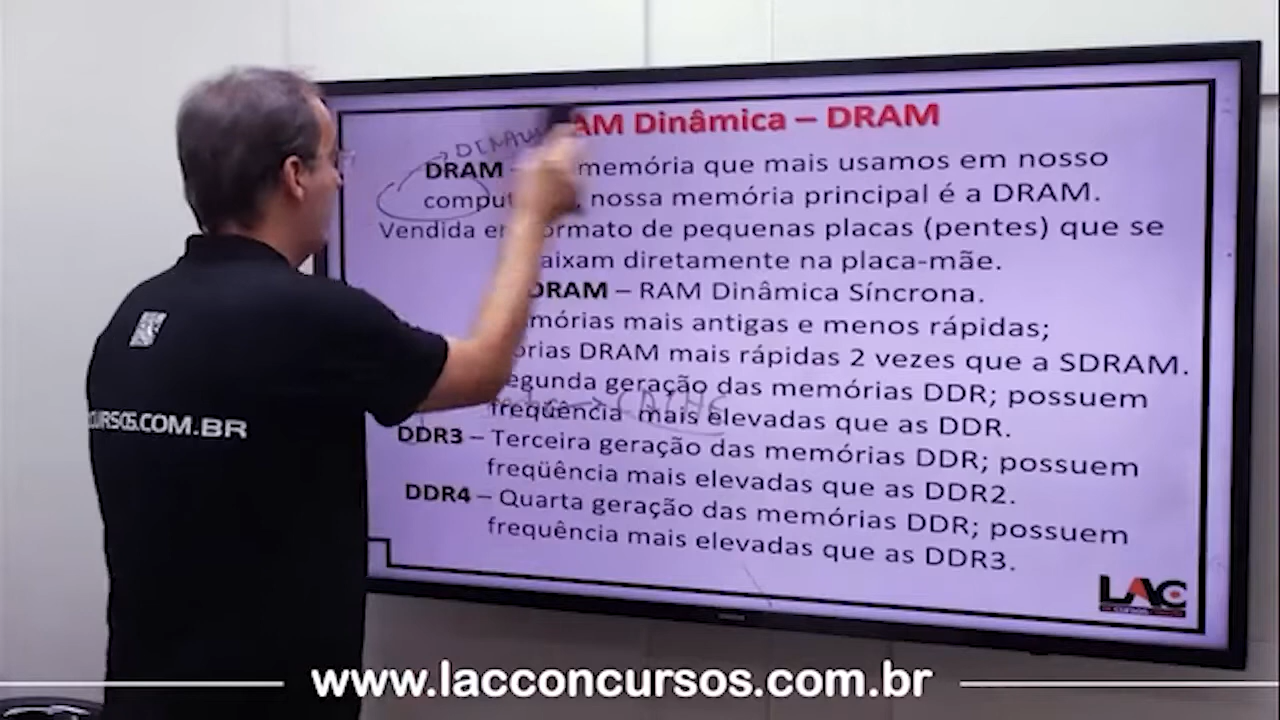 AM Dinâmica – DRAM
DRAM – memória que mais usamos em nosso
comput , nossa memória principal é a DRAM.
Vendida e ormato de pequenas placas (pentes) que se
aixam diretamente na placa-mãe.
DRAM – RAM Dinâmica Síncrona.
mórias mais antigas e menos rápidas;
órias DRAM mais rápidas 2 vezes que a SDRAM.
egunda geração das memórias DDR; possuem
freqüência mais elevadas que as DDR.
DDR3 – Terceira geração das memórias DDR; possuem
freqüência mais elevadas que as DDR2.
DDR4 – Quarta geração das memórias DDR; possuem
frequência mais elevadas que as DDR3.
LAC
CURSOS.COM.BR
www.lacconcursos.com.br